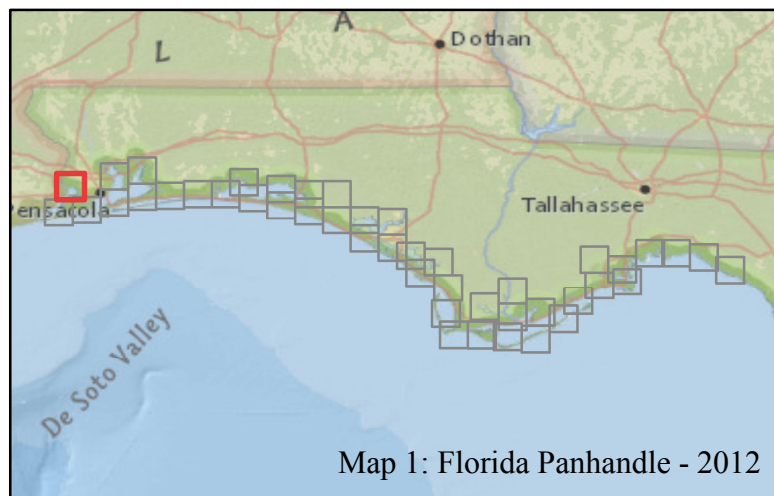 L A
Dothan
Pensacola
Tallahassee
De Soto Valley
Map 1: Florida Panhandle - 2012